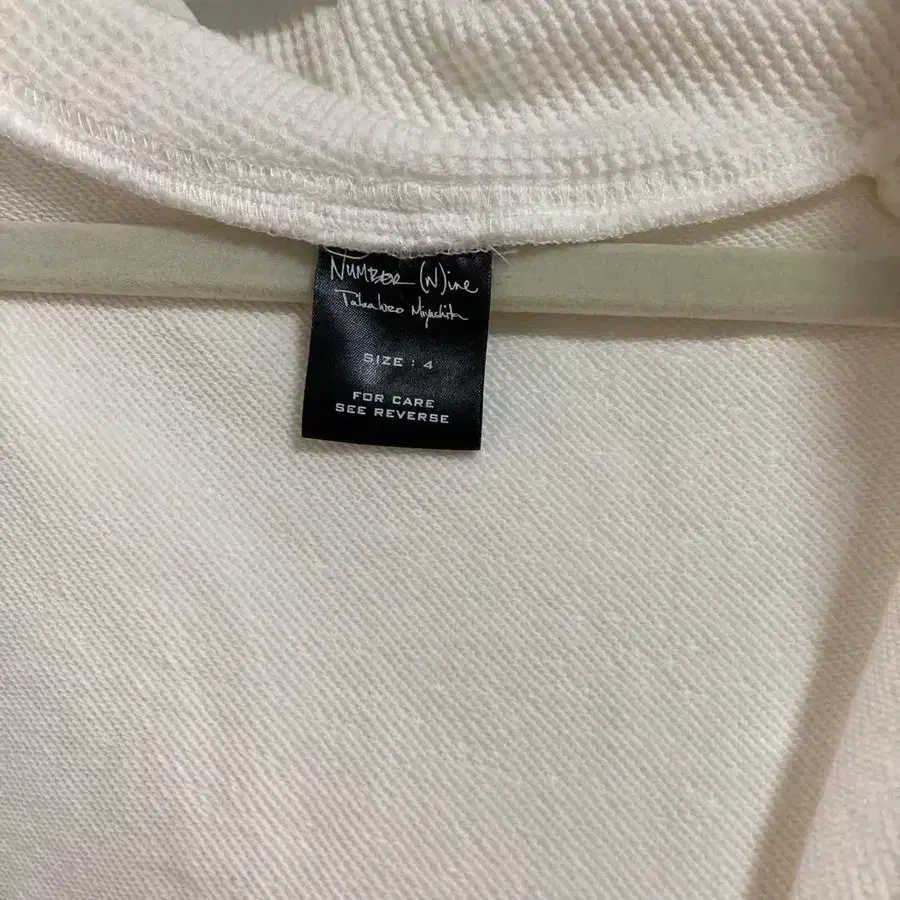 NUMBER (N)ine
Takahiro Miyashita
SIZE : 4
FOR CARE
SEE REVERSE